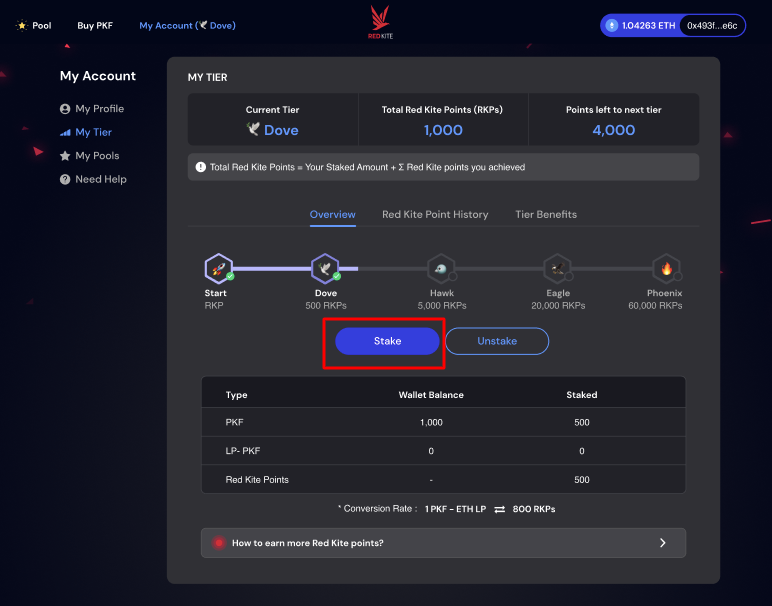 Pool Buy PKF My Account (🕊 Dove) RED KITE 1.04263 ETH 0x493f...e6c
My Account
My Profile
My Tier
My Pools
Need Help
MY TIER
Current Tier Total Red Kite Points (RKPs) Points left to next tier
Dove 1,000 4,000
Total Red Kite Points = Your Staked Amount + Σ Red Kite points you achieved
Overview Red Kite Point History Tier Benefits
Start Dove Hawk Eagle Phoenix
RKP 500 RKPs 5,000 RKPs 20,000 RKPs 60,000 RKPs
Stake Unstake
Type Wallet Balance Staked
PKF 1,000 500
LP- PKF 0 0
Red Kite Points - 500
* Conversion Rate : 1 PKF - ETH LP ⇄ 800 RKPs
How to earn more Red Kite points?